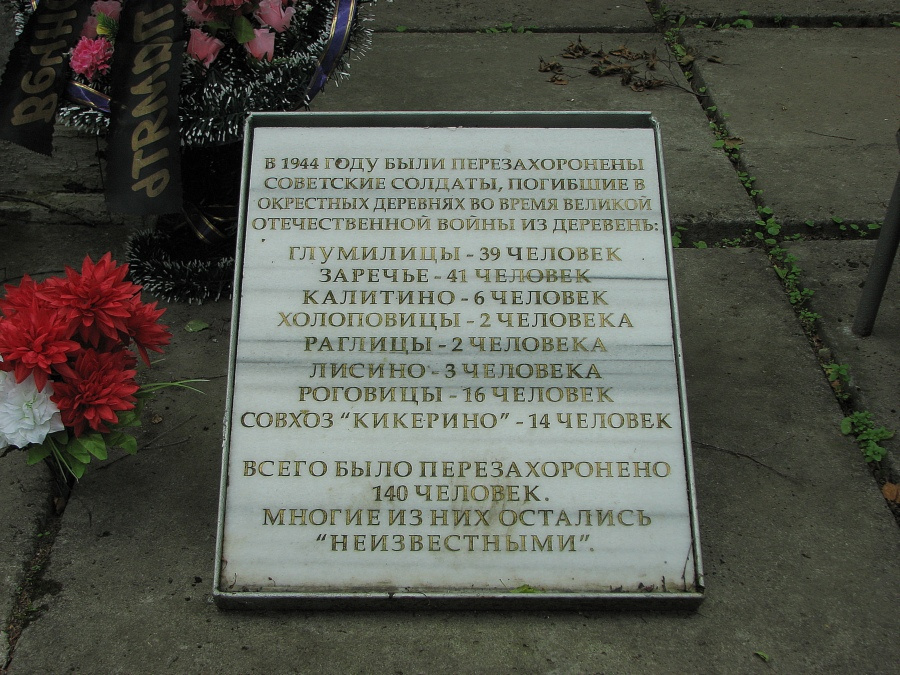 В 1944 ГОДУ БЫЛИ ПЕРЕЗАХОРОНЕНЫ
СОВЕТСКИЕ СОЛДАТЫ, ПОГИБШИЕ В
ОКРЕСТНЫХ ДЕРЕВНЯХ ВО ВРЕМЯ ВЕЛИКОЙ
ОТЕЧЕСТВЕННОЙ ВОЙНЫ ИЗ ДЕРЕВЕНЬ:
ГЛУМИЛИЦЫ - 39 ЧЕЛОВЕК
ЗАРЕЧЬЕ - 41 ЧЕЛОВЕК
КАЛИТИНО - 6 ЧЕЛОВЕК
ХОЛОПОВИЦЫ - 2 ЧЕЛОВЕКА
РАГЛИЦЫ - 2 ЧЕЛОВЕКА
ЛИСИНО - 3 ЧЕЛОВЕКА
РОГОВИЦЫ - 16 ЧЕЛОВЕК
СОВХОЗ "КИКЕРИНО" - 14 ЧЕЛОВЕК
ВСЕГО БЫЛО ПЕРЕЗАХОРОНЕНО
140 ЧЕЛОВЕК.
МНОГИЕ ИЗ НИХ ОСТАЛИСЬ
"НЕИЗВЕСТНЫМИ".